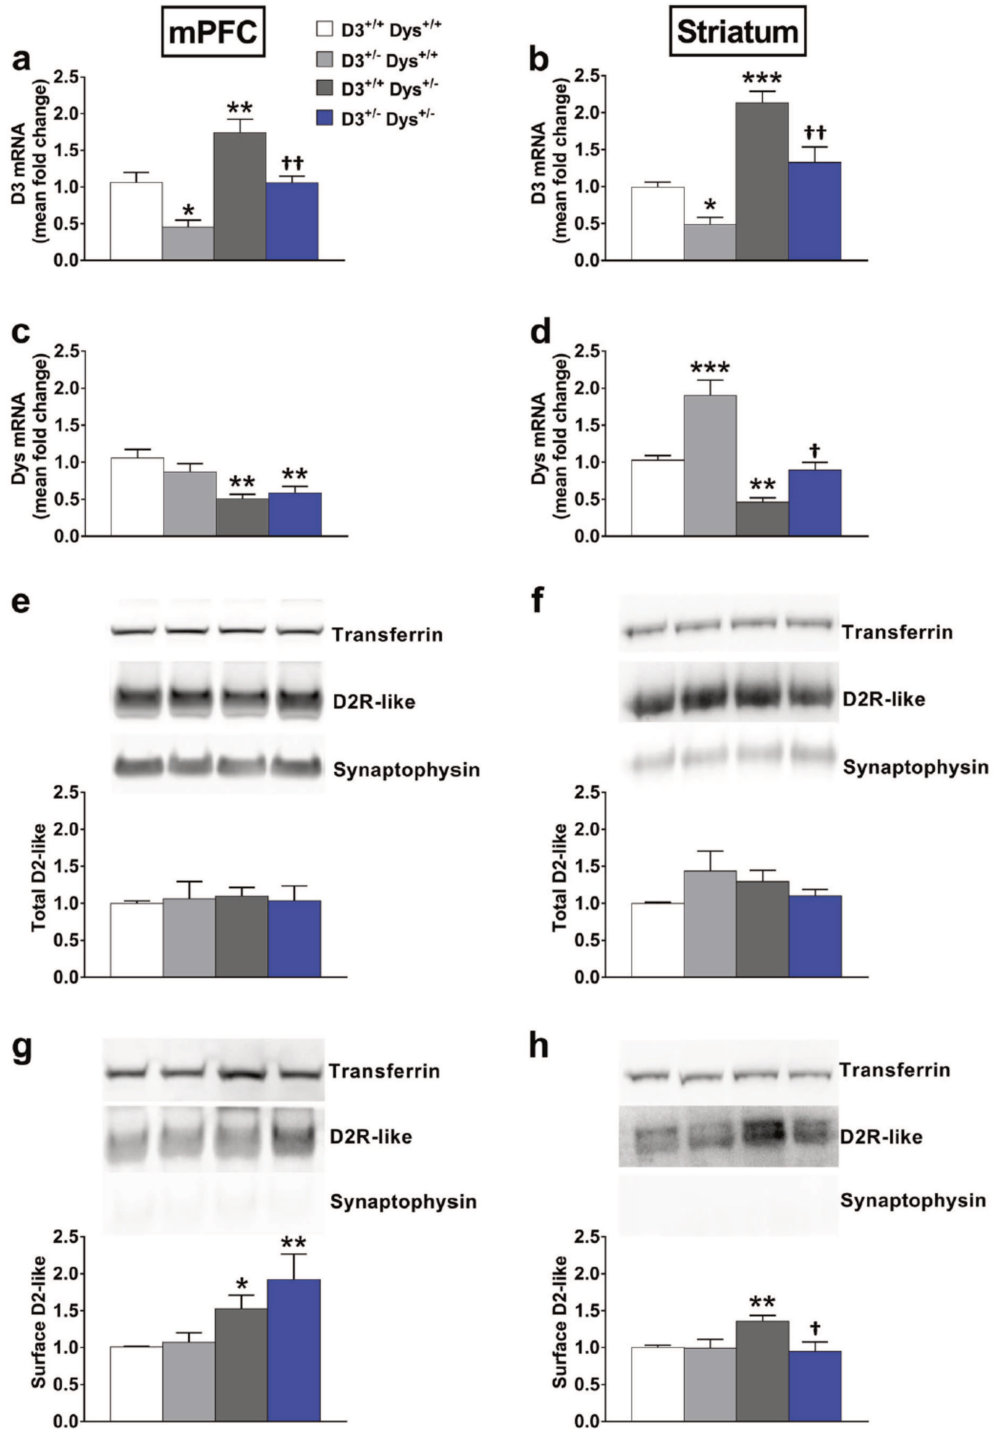 mPFC
D3+/+ Dys+/+
D3+/- Dys+/+
D3+/+ Dys+/-
D3+/- Dys+/-
Striatum
a
D3 mRNA
(mean fold change)
2.5
2.0
1.5
1.0
0.5
0.0
*
**
††
b
D3 mRNA
(mean fold change)
2.5
2.0
1.5
1.0
0.5
0.0
*
***
††
c
Dys mRNA
(mean fold change)
2.5
2.0
1.5
1.0
0.5
0.0
**
**
d
Dys mRNA
(mean fold change)
2.5
2.0
1.5
1.0
0.5
0.0
***
**
†
e
Transferrin
D2R-like
Synaptophysin
Total D2-like
2.5
2.0
1.5
1.0
0.5
0.0
f
Transferrin
D2R-like
Synaptophysin
Total D2-like
2.5
2.0
1.5
1.0
0.5
0.0
g
Transferrin
D2R-like
Synaptophysin
Surface D2-like
2.5
2.0
1.5
1.0
0.5
0.0
*
**
h
Transferrin
D2R-like
Synaptophysin
Surface D2-like
2.5
2.0
1.5
1.0
0.5
0.0
**
†